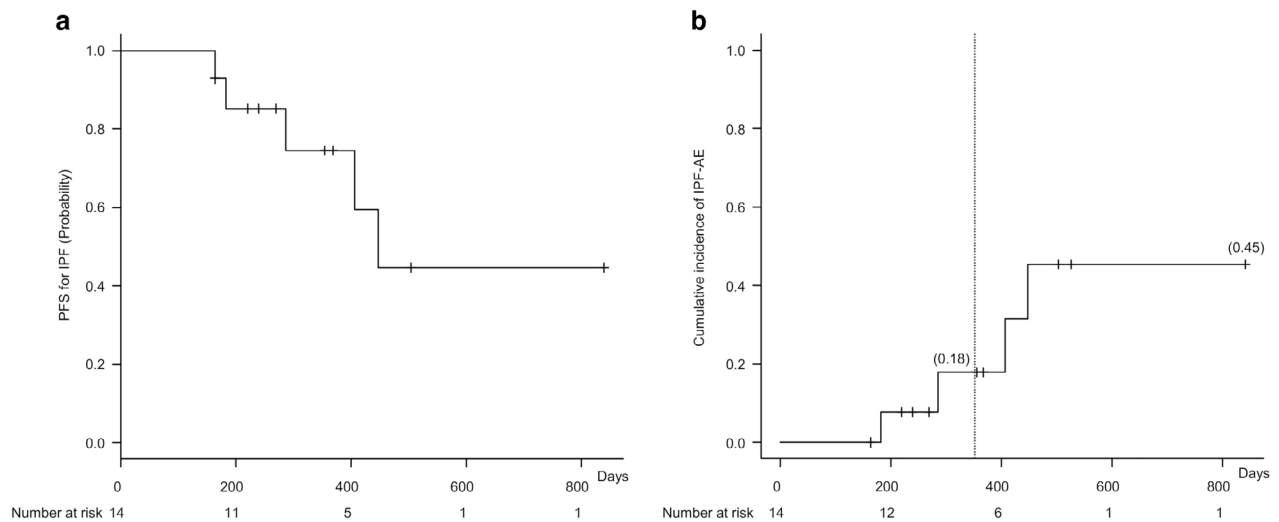 a
PFS for IPF (Probability)
1.0
0.8
0.6
0.4
0.2
0.0
0 200 400 600 800 Days
Number at risk 14 11 5 1 1
b
Cumulative incidence of IPF-AE
1.0
0.8
0.6
0.4
0.2
0.0
(0.18)
(0.45)
0 200 400 600 800 Days
Number at risk 14 12 6 1 1